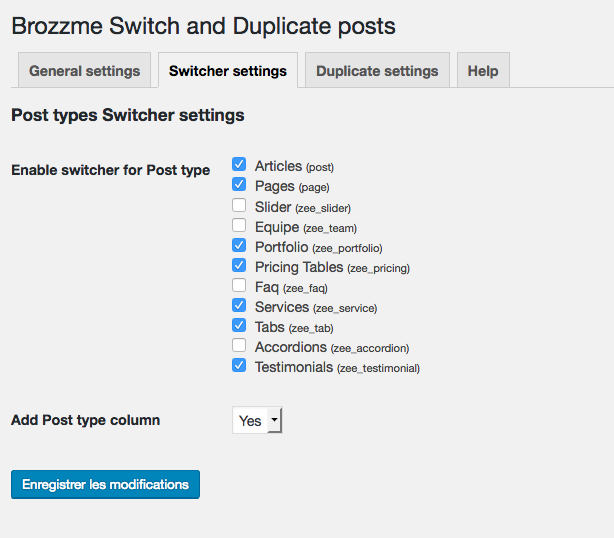 Brozzme Switch and Duplicate posts
General settings Switcher settings Duplicate settings Help
Post types Switcher settings
Enable switcher for Post type
Articles (post)
Pages (page)
Slider (zee_slider)
Equipe (zee_team)
Portfolio (zee_portfolio)
Pricing Tables (zee_pricing)
Faq (zee_faq)
Services (zee_service)
Tabs (zee_tab)
Accordions (zee_accordion)
Testimonials (zee_testimonial)
Add Post type column Yes
Enregistrer les modifications